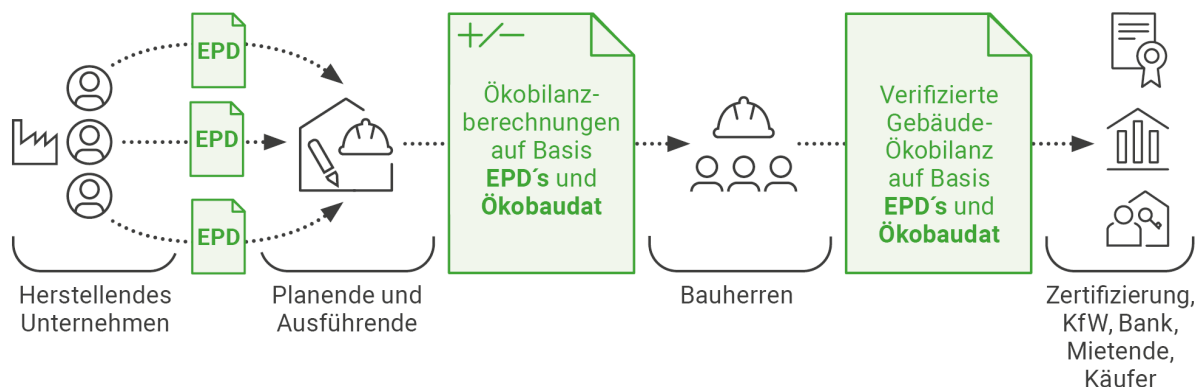 EPD
EPD
EPD
+/−
Ökobilanz-
berechnungen
auf Basis
EPD´s und
Ökobaudat
Verifizierte
Gebäude-
Ökobilanz
auf Basis
EPD´s und
Ökobaudat
Herstellendes
Unternehmen
Planende und
Ausführende
Bauherren
Zertifizierung,
KfW, Bank,
Mietende,
Käufer